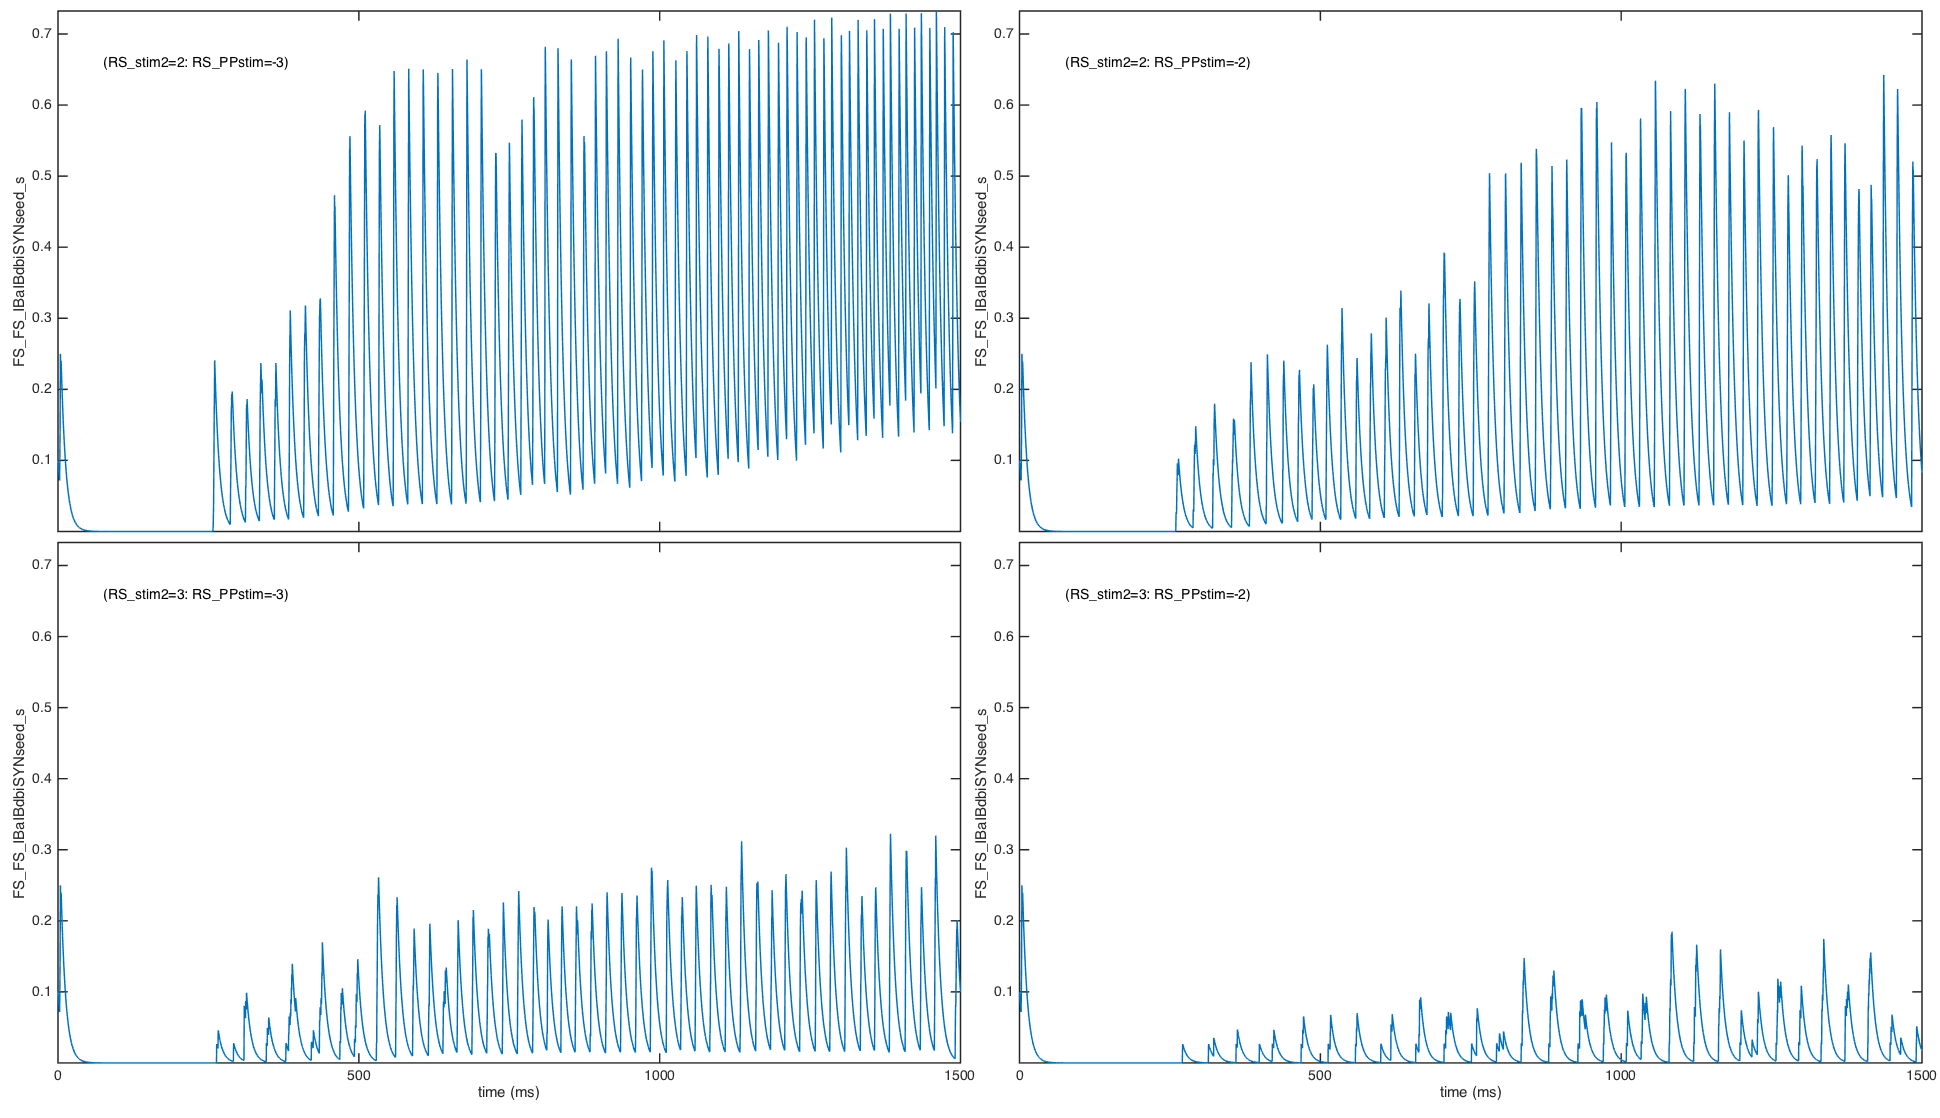 0.7
0.6
0.5
0.4
0.3
0.2
0.1
FS_FS_IBaIBdbiSYNseed_s
(RS_stim2=2: RS_PPstim=-3)
0.7
0.6
0.5
0.4
0.3
0.2
0.1
FS_FS_IBaIBdbiSYNseed_s
(RS_stim2=2: RS_PPstim=-2)
0.7
0.6
0.5
0.4
0.3
0.2
0.1
FS_FS_IBaIBdbiSYNseed_s
(RS_stim2=3: RS_PPstim=-3)
0 500 1000 1500
time (ms)
0.7
0.6
0.5
0.4
0.3
0.2
0.1
FS_FS_IBaIBdbiSYNseed_s
(RS_stim2=3: RS_PPstim=-2)
0 500 1000 1500
time (ms)